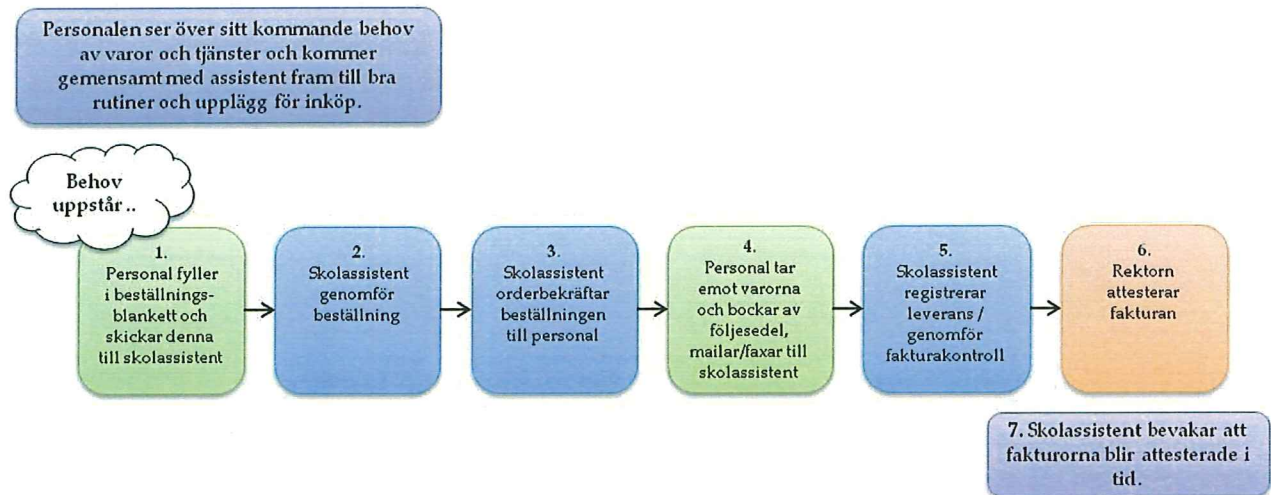 Personalen ser över sitt kommande behov
av varor och tjänster och kommer
gemensamt med assistent fram till bra
rutiner och upplägg för inköp.
Behov
uppstår..
1.
Personal fyller
i beställnings-
blankett och
skickar denna
till skolassistent
2.
Skolassistent
genomför
beställning
3.
Skolassistent
orderbekräftar
beställningen
till personal
4.
Personal tar
emot varorna
och bockar av
följesedel,
mailar/faxar till
skolassistent
5.
Skolassistent
registrerar
leverans /
genomför
fakturakontroll
6.
Rektorn
attesterar
fakturan
7. Skolassistent bevakar att
fakturorna blir attesterade i
tid.